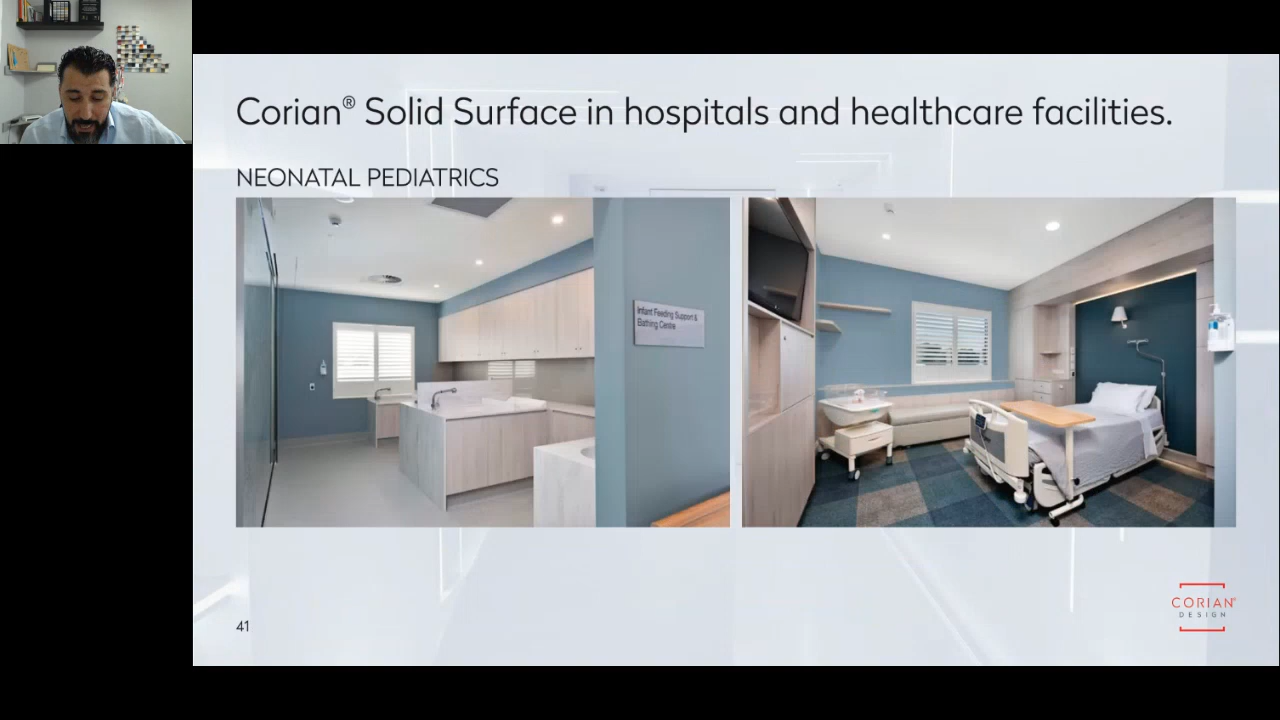 Corian® Solid Surface in hospitals and healthcare facilities.
NEONATAL PEDIATRICS
Infant Feeding Support &
Bathing Centre
CORIAN®
DESIGN
41